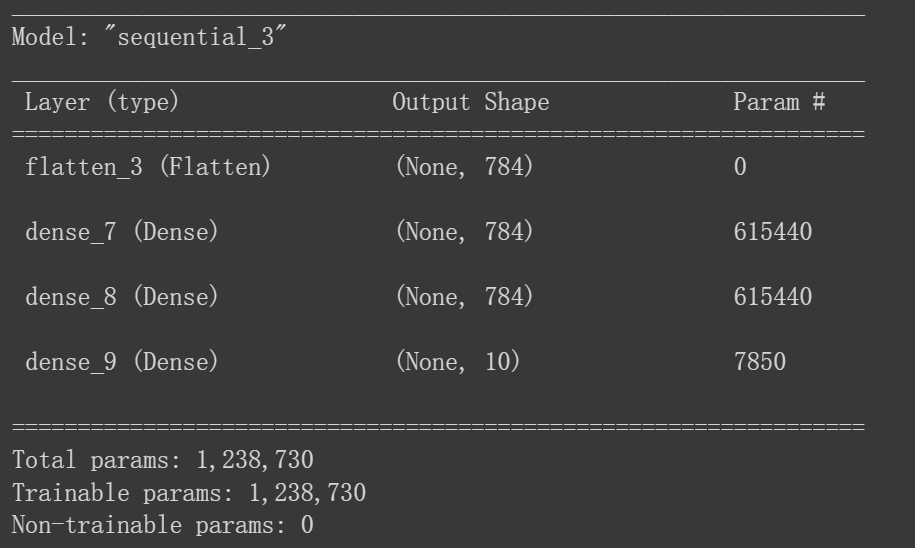 Model: "sequential_3"
Layer (type) Output Shape Param #
=================================================================
flatten_3 (Flatten) (None, 784) 0
dense_7 (Dense) (None, 784) 615440
dense_8 (Dense) (None, 784) 615440
dense_9 (Dense) (None, 10) 7850
=================================================================
Total params: 1,238,730
Trainable params: 1,238,730
Non-trainable params: 0